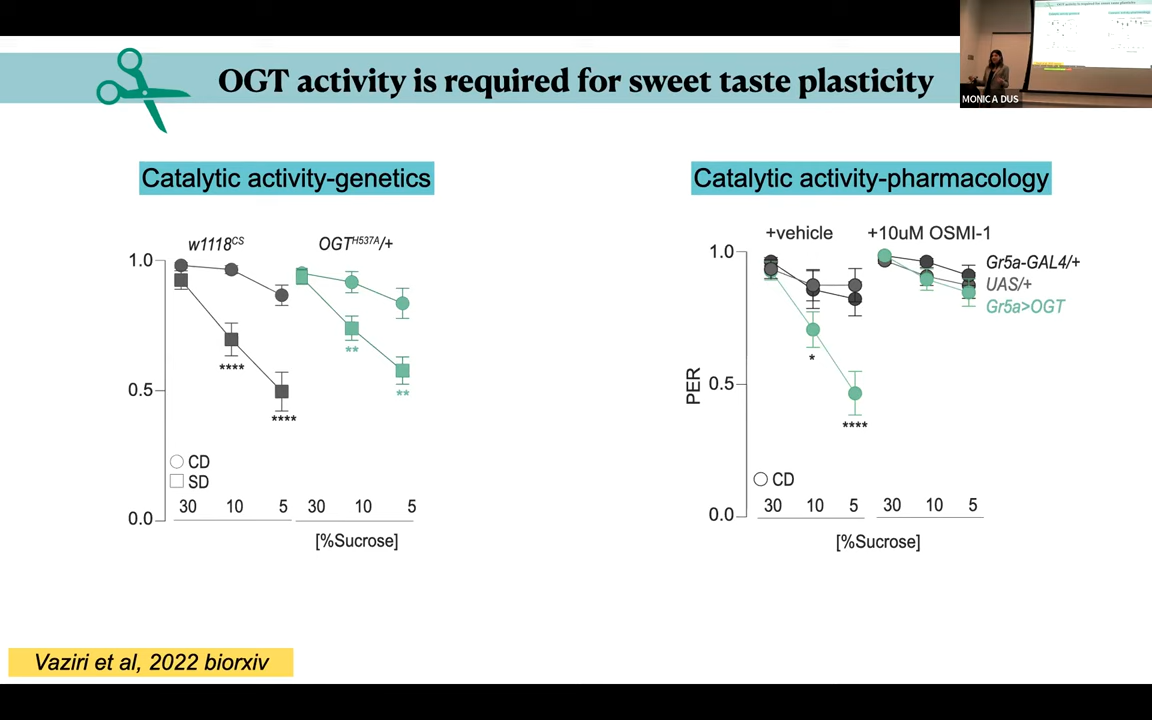 OGT activity is required for sweet taste plasticity
MONICA DUS
Catalytic activity-genetics
w1118CS
OGTH537A/+
1.0
0.5
0.0
****
****
**
**
CD
SD
30 10 5 30 10 5
[%Sucrose]
Catalytic activity-pharmacology
+vehicle
+10uM OSMI-1
Gr5a-GAL4/+
UAS/+
Gr5a>OGT
PER
1.0
0.5
0.0
*
****
CD
30 10 5 30 10 5
[%Sucrose]
Vaziri et al, 2022 biorxiv